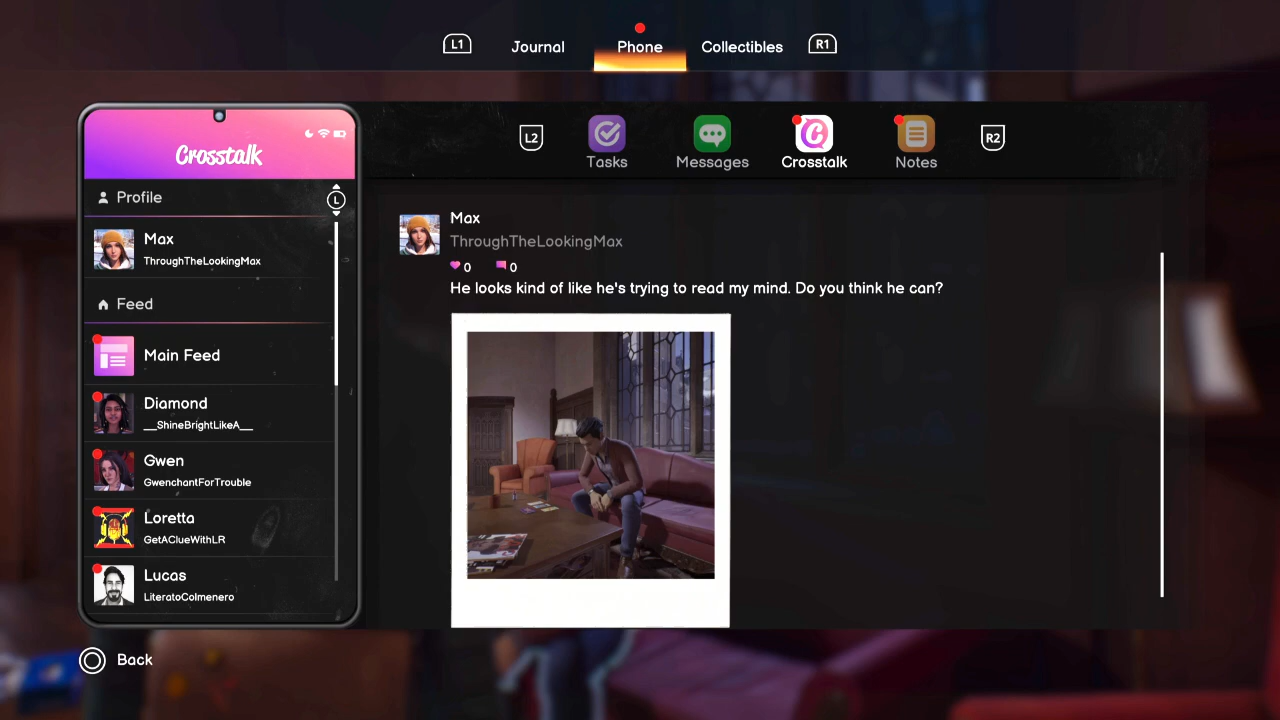 L1
Journal
Phone
Collectibles
R1
Crosstalk
L2
Tasks
Messages
Crosstalk
Notes
R2
Profile
L
Max
ThroughTheLookingMax
Feed
Main Feed
Diamond
__ShineBrightLikeA__
Gwen
GwenchantForTrouble
Loretta
GetAClueWithLR
Lucas
LiteratoColmenero
Max
ThroughTheLookingMax
0 0
He looks kind of like he's trying to read my mind. Do you think he can?
Back